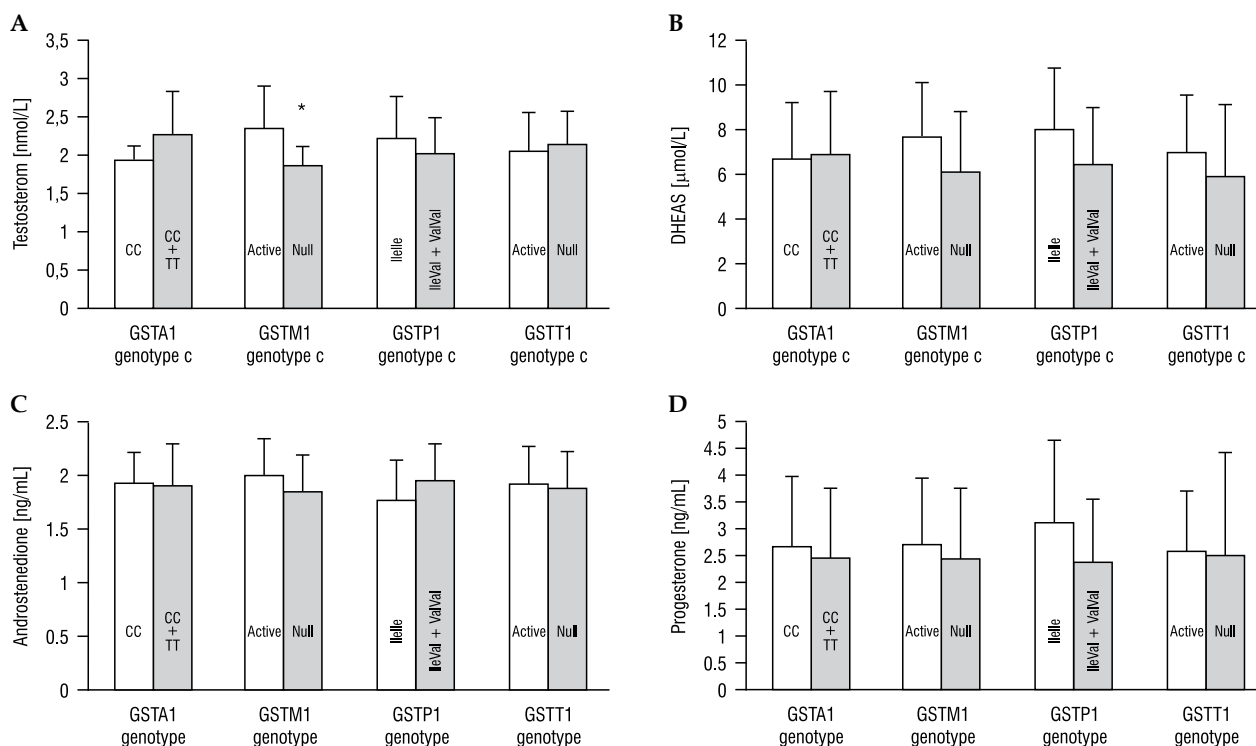 A
Testosterom [nmol/L]
3,5
3
2,5
2
1,5
1
0,5
0
*
CC
CC
+
TT
Active
Null
IleIle
IleVal + ValVal
Active
Null
GSTA1
genotype c
GSTM1
genotype c
GSTP1
genotype c
GSTT1
genotype c
B
DHEAS [μmol/L]
12
10
8
6
4
2
0
CC
CC
+
TT
Active
Null
IleIle
IleVal + ValVal
Active
Null
GSTA1
genotype c
GSTM1
genotype c
GSTP1
genotype c
GSTT1
genotype c
C
Androstenedione [ng/mL]
2.5
2
1.5
1
0.5
0
CC
CC
+
TT
Active
Null
IleIle
IleVal + ValVal
Active
Null
GSTA1
genotype
GSTM1
genotype
GSTP1
genotype
GSTT1
genotype
D
Progesterone [ng/mL]
5
4.5
4
3.5
3
2.5
2
1.5
1
0.5
0
CC
CC
+
TT
Active
Null
IleIle
IleVal + ValVal
Active
Null
GSTA1
genotype
GSTM1
genotype
GSTP1
genotype
GSTT1
genotype